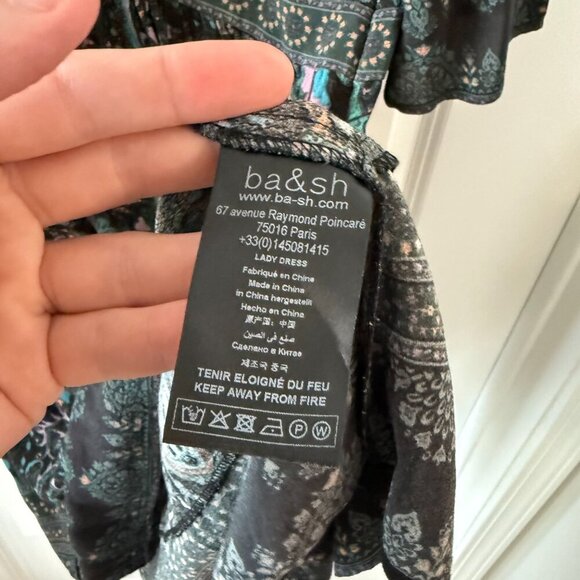 ba&sh
www.ba-sh.com
67 avenue Raymond Poincaré
75016 Paris
+33(0)145081415
LADY DRESS
Fabriqué en Chine
Made in China
in China hergestellt
Hecho en China
原产国：中国
صنع في الصين
Сделано в Китае
제조국 중국
TENIR ELOIGNÉ DU FEU
KEEP AWAY FROM FIRE
P W